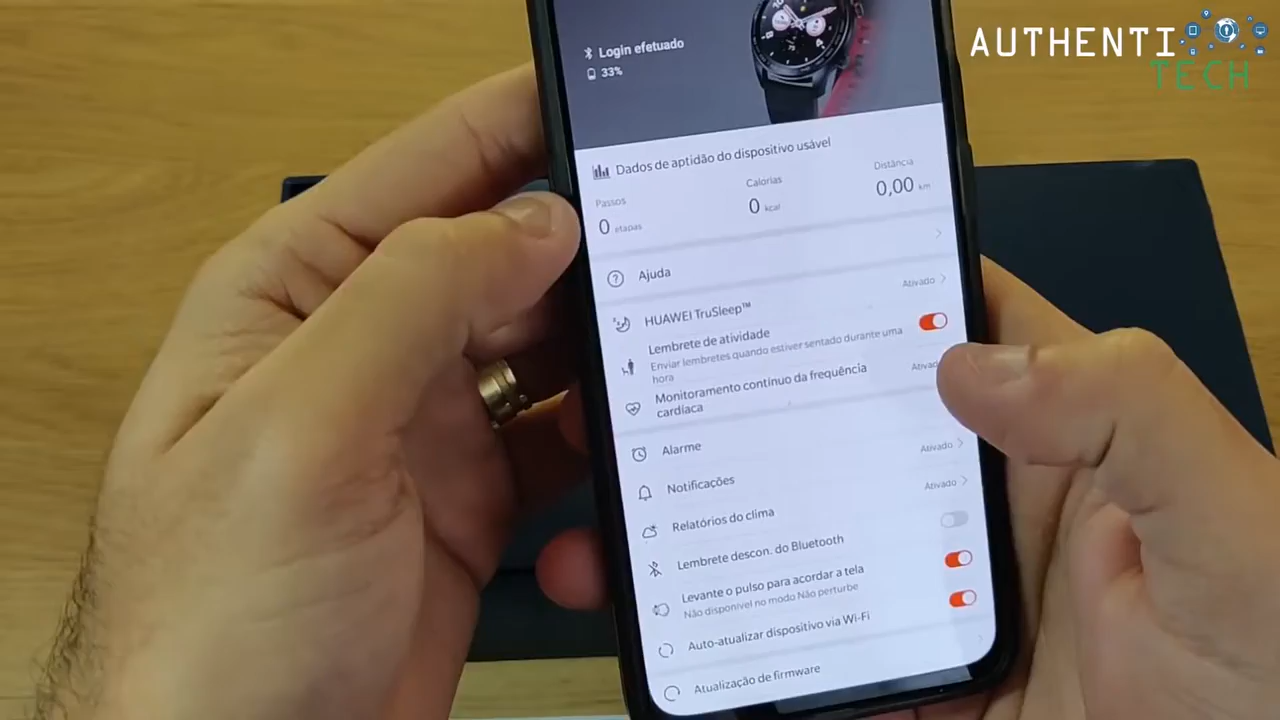 AUTHENTI
TECH
Login efetuado
33%
Dados de aptidão do dispositivo usável
Passos
Calorias
Distância
0 etapas
0 kcal
0,00 km
Ajuda
HUAWEI TruSleep™
Ativado
Lembrete de atividade
Enviar lembretes quando estiver sentado durante uma
hora
Monitoramento contínuo da frequência
cardíaca
Alarme
Notificações
Ativado
Relatórios do clima
Ativado
Lembrete descon. do Bluetooth
Levante o pulso para acordar a tela
Não disponível no modo Não perturbe
Auto-atualizar dispositivo via Wi-Fi
Atualização de firmware